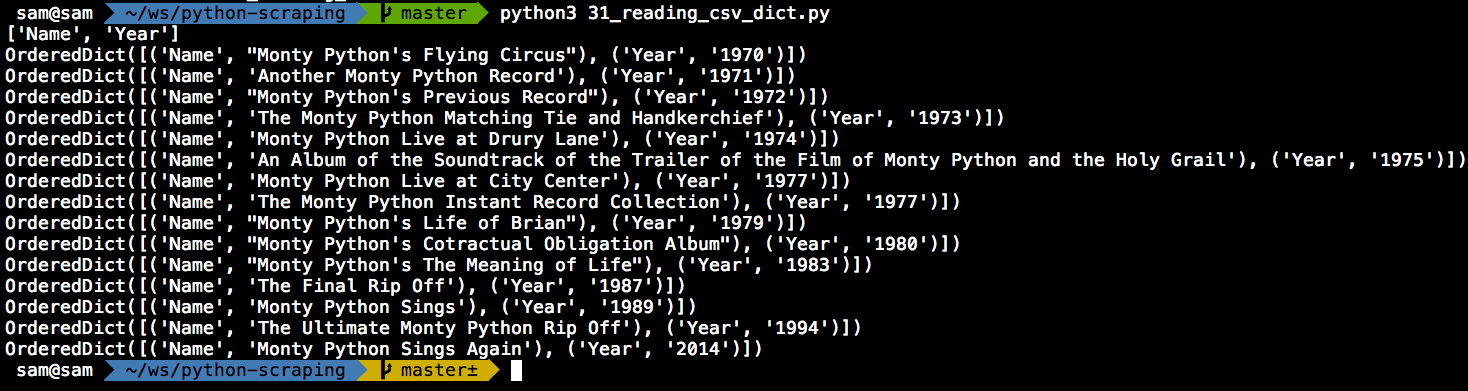 sam@sam ~/ws/python-scraping master python3 31_reading_csv_dict.py
['Name', 'Year']
OrderedDict([('Name', "Monty Python's Flying Circus"), ('Year', '1970')])
OrderedDict([('Name', 'Another Monty Python Record'), ('Year', '1971')])
OrderedDict([('Name', "Monty Python's Previous Record"), ('Year', '1972')])
OrderedDict([('Name', 'The Monty Python Matching Tie and Handkerchief'), ('Year', '1973')])
OrderedDict([('Name', 'Monty Python Live at Drury Lane'), ('Year', '1974')])
OrderedDict([('Name', 'An Album of the Soundtrack of the Trailer of the Film of Monty Python and the Holy Grail'), ('Year', '1975')])
OrderedDict([('Name', 'Monty Python Live at City Center'), ('Year', '1977')])
OrderedDict([('Name', 'The Monty Python Instant Record Collection'), ('Year', '1977')])
OrderedDict([('Name', "Monty Python's Life of Brian"), ('Year', '1979')])
OrderedDict([('Name', "Monty Python's Cotractual Obligation Album"), ('Year', '1980')])
OrderedDict([('Name', "Monty Python's The Meaning of Life"), ('Year', '1983')])
OrderedDict([('Name', 'The Final Rip Off'), ('Year', '1987')])
OrderedDict([('Name', 'Monty Python Sings'), ('Year', '1989')])
OrderedDict([('Name', 'The Ultimate Monty Python Rip Off'), ('Year', '1994')])
OrderedDict([('Name', 'Monty Python Sings Again'), ('Year', '2014')])
sam@sam ~/ws/python-scraping master±